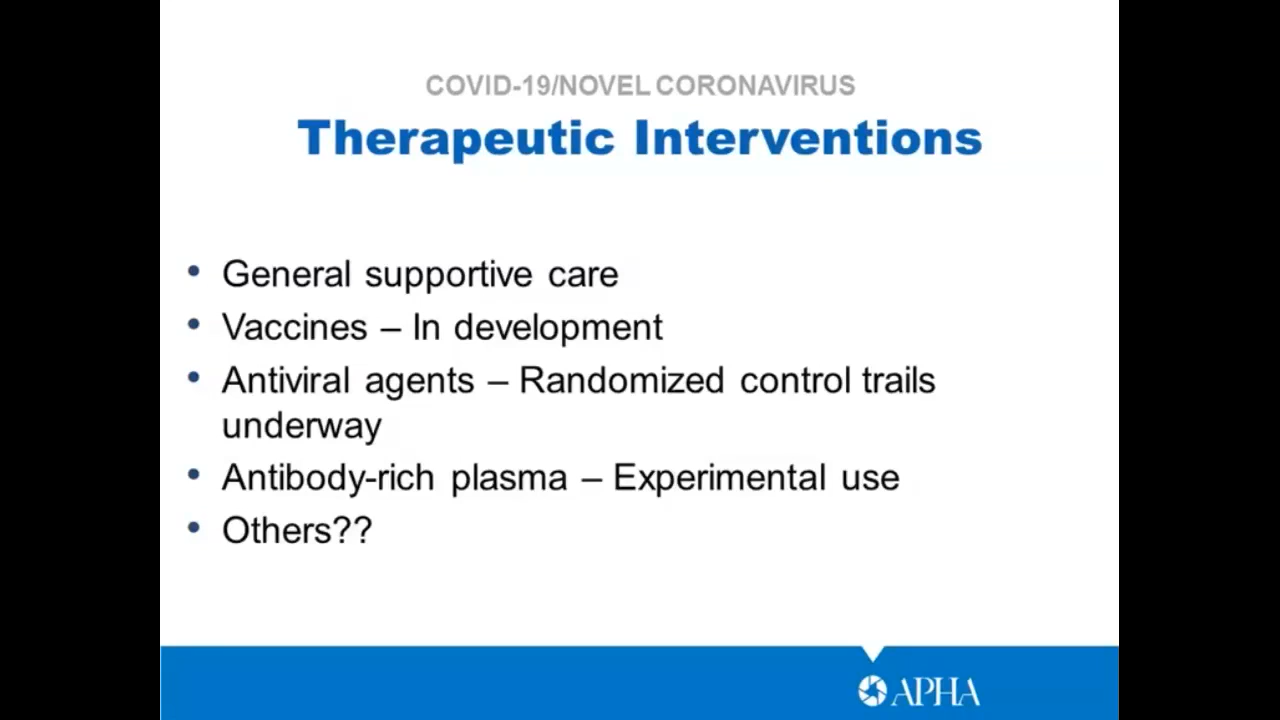 COVID-19/NOVEL CORONAVIRUS
Therapeutic Interventions
• General supportive care
• Vaccines – In development
• Antiviral agents – Randomized control trails
underway
• Antibody-rich plasma – Experimental use
• Others??
APHA